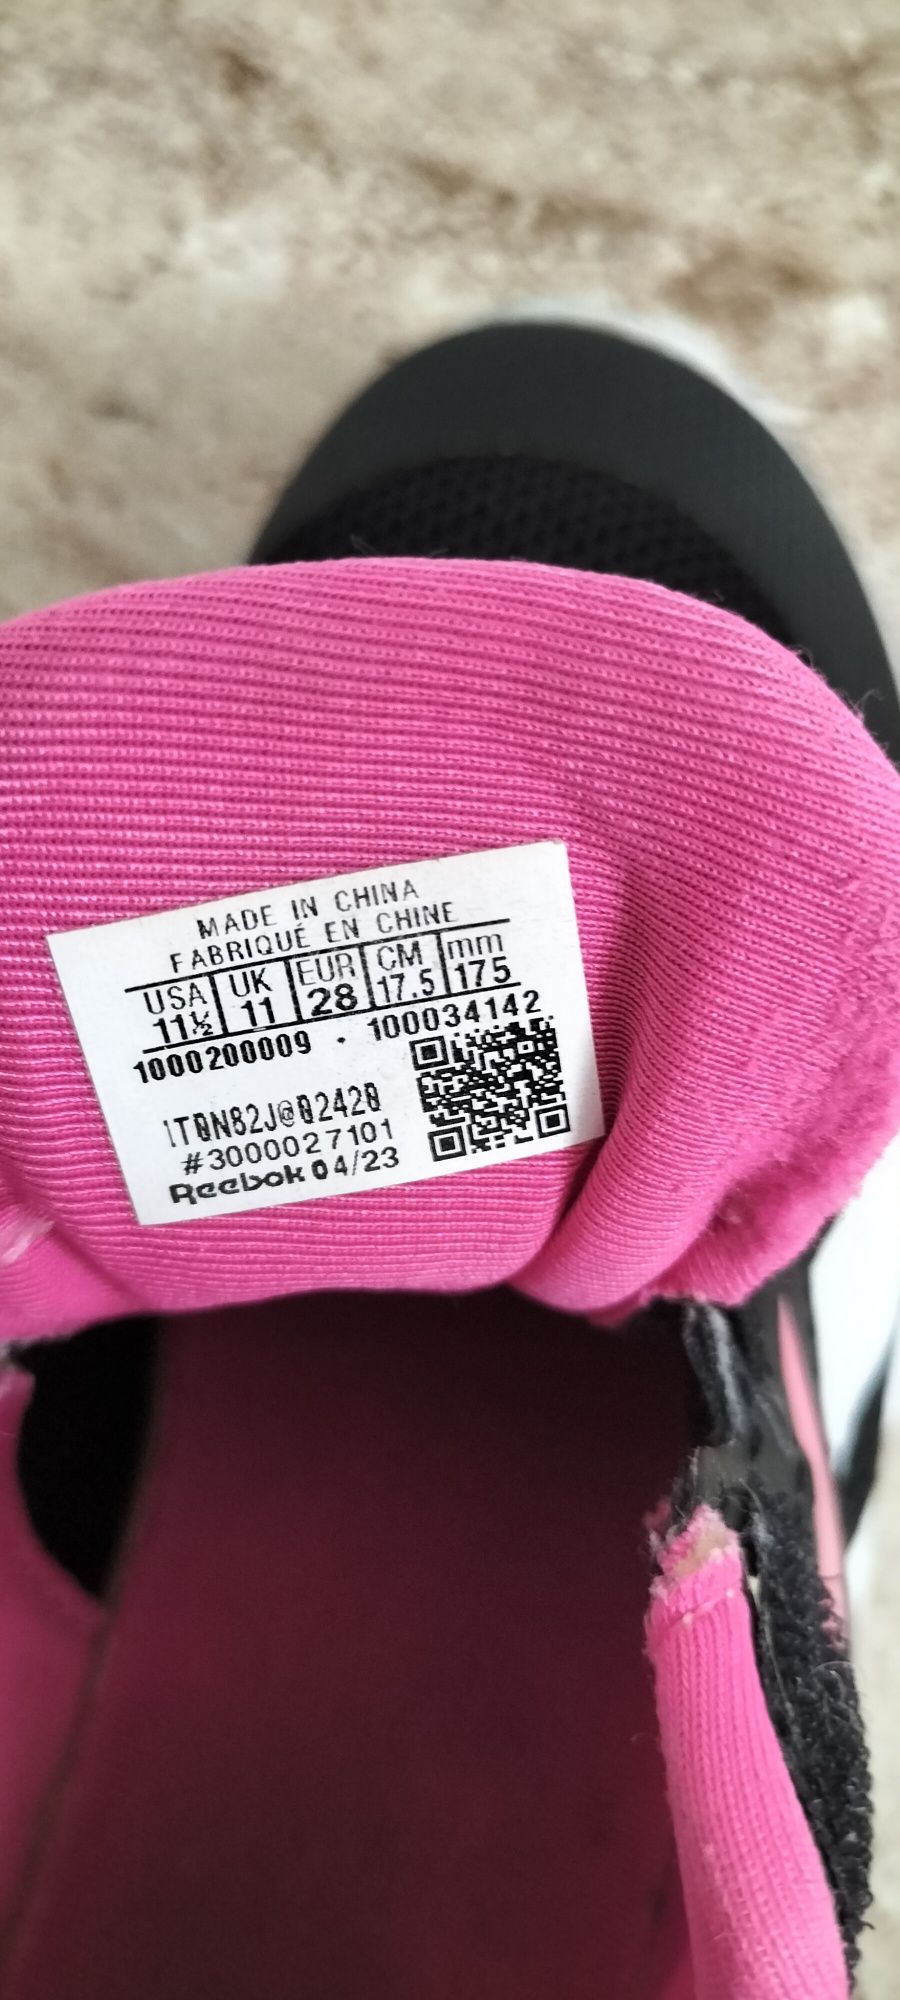 MADE IN CHINA
FABRIQUÉ EN CHINE
USA UK EUR CM mm
11½ 11 28 17.5 175
1000200009 · 100034142
1T0N82J@02420
#3000027101
Reebok 04/23